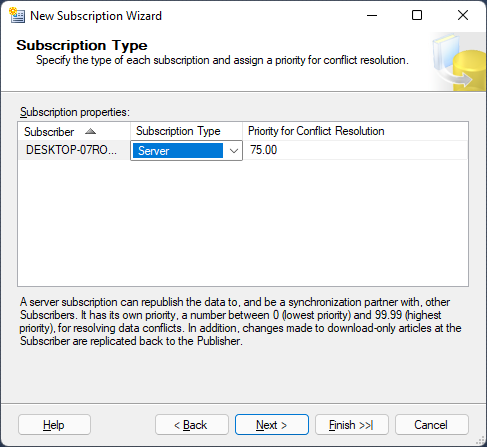 New Subscription Wizard
Subscription Type
Specify the type of each subscription and assign a priority for conflict resolution.
Subscription properties:
Subscriber Subscription Type Priority for Conflict Resolution
DESKTOP-07RO... Server 75.00
A server subscription can republish the data to, and be a synchronization partner with, other
Subscribers. It has its own priority, a number between 0 (lowest priority) and 99.99 (highest
priority), for resolving data conflicts. In addition, changes made to download-only articles at the
Subscriber are replicated back to the Publisher.
Help < Back Next > Finish >>| Cancel